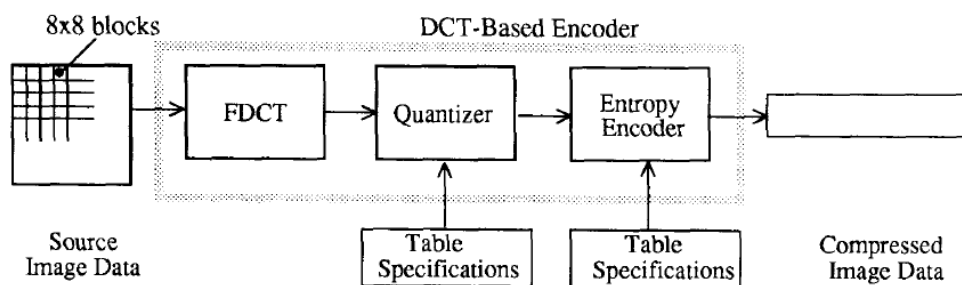 DCT-Based Encoder
8x8 blocks
FDCT
Quantizer
Entropy
Encoder
Source
Image Data
Table
Specifications
Table
Specifications
Compressed
Image Data